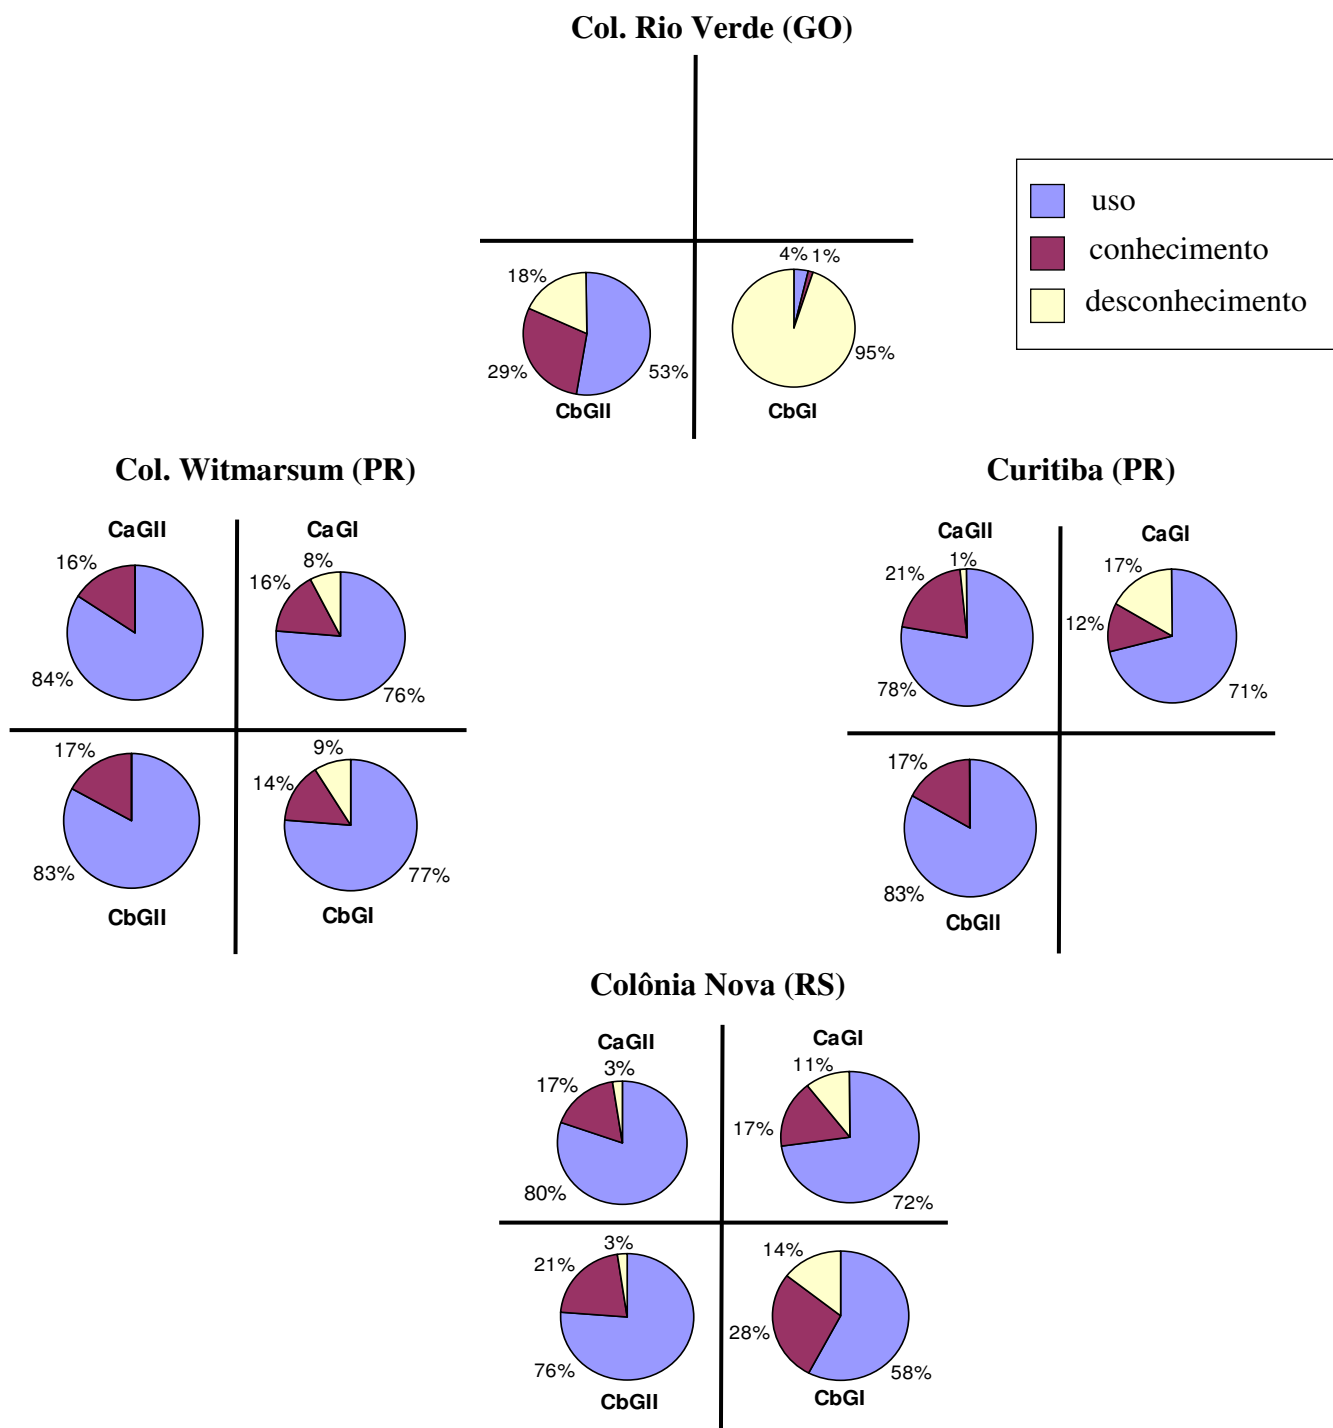 Col. Rio Verde (GO)
uso
conhecimento
desconhecimento
4% 1%
18%
29%
53%
95%
CbGII
CbGI
Col. Witmarsum (PR)
CaGII
CaGI
16%
84%
8%
16%
76%
17%
83%
9%
14%
77%
CbGII
CbGI
Curitiba (PR)
CaGII
CaGI
1%
21%
78%
17%
12%
71%
17%
83%
CbGII
Colônia Nova (RS)
CaGII
CaGI
3%
17%
80%
11%
17%
72%
3%
21%
76%
14%
28%
58%
CbGII
CbGI